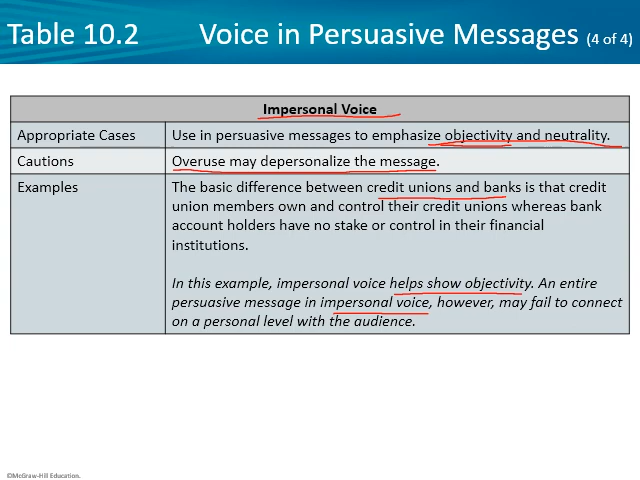 Table 10.2 Voice in Persuasive Messages (4 of 4)
Impersonal Voice
Appropriate Cases Use in persuasive messages to emphasize objectivity and neutrality.
Cautions Overuse may depersonalize the message.
Examples The basic difference between credit unions and banks is that credit
union members own and control their credit unions whereas bank
account holders have no stake or control in their financial
institutions.
In this example, impersonal voice helps show objectivity. An entire
persuasive message in impersonal voice, however, may fail to connect
on a personal level with the audience.
©McGraw-Hill Education.